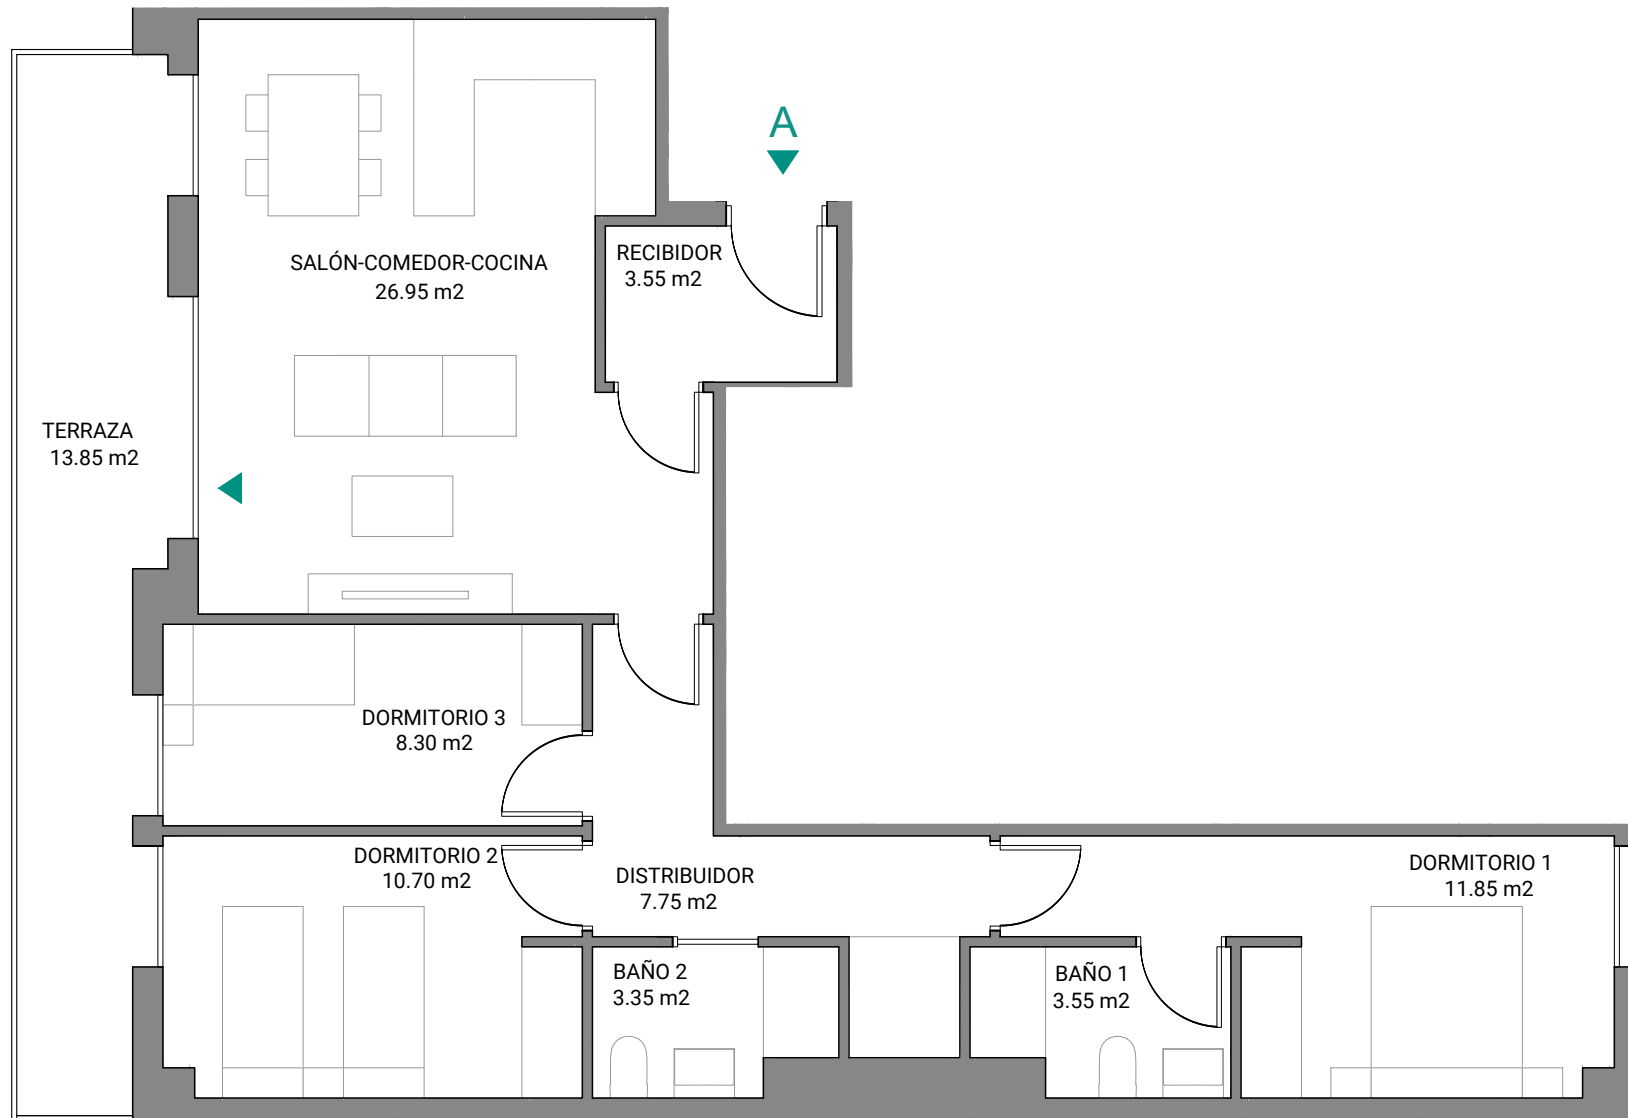 A
RECIBIDOR
3.55 m2
SALÓN-COMEDOR-COCINA
26.95 m2
TERRAZA
13.85 m2
DORMITORIO 3
8.30 m2
DORMITORIO 2
10.70 m2
DISTRIBUIDOR
7.75 m2
DORMITORIO 1
11.85 m2
BAÑO 2
3.35 m2
BAÑO 1
3.55 m2